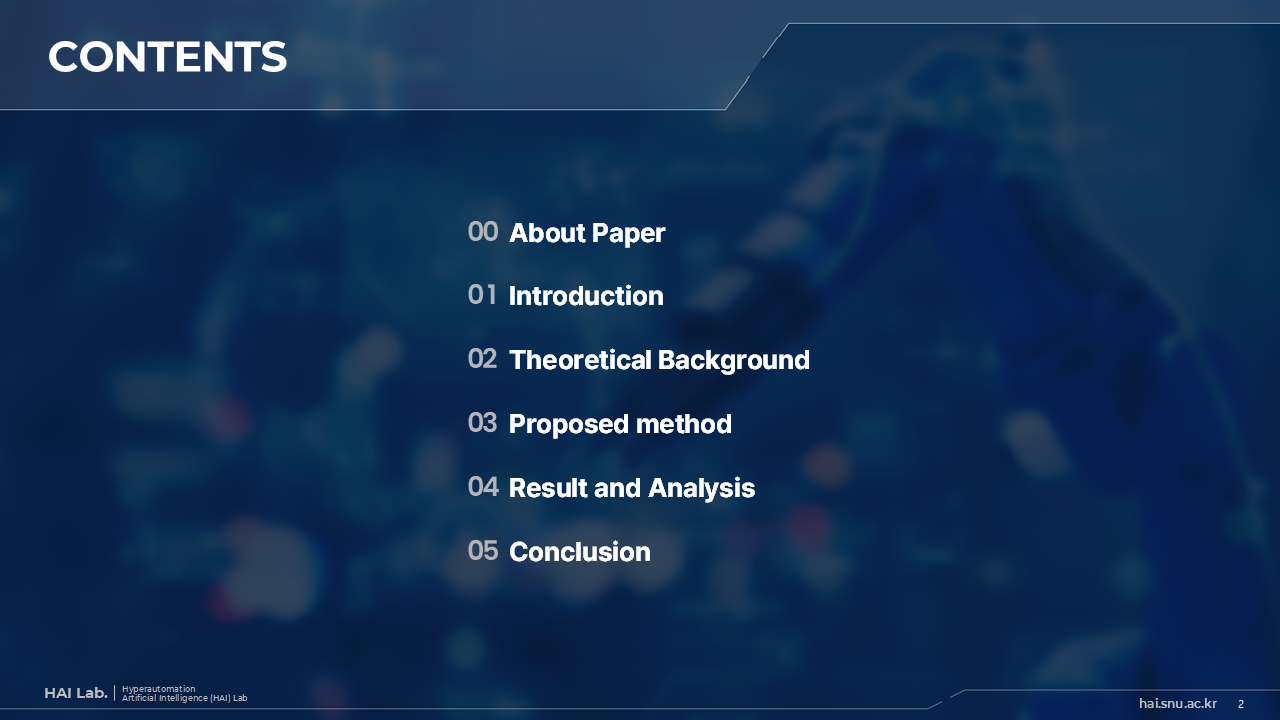 CONTENTS
00 About Paper
01 Introduction
02 Theoretical Background
03 Proposed method
04 Result and Analysis
05 Conclusion
HAI Lab.
Hyperautomation
Artificial Intelligence (HAI) Lab
hai.snu.ac.kr 2